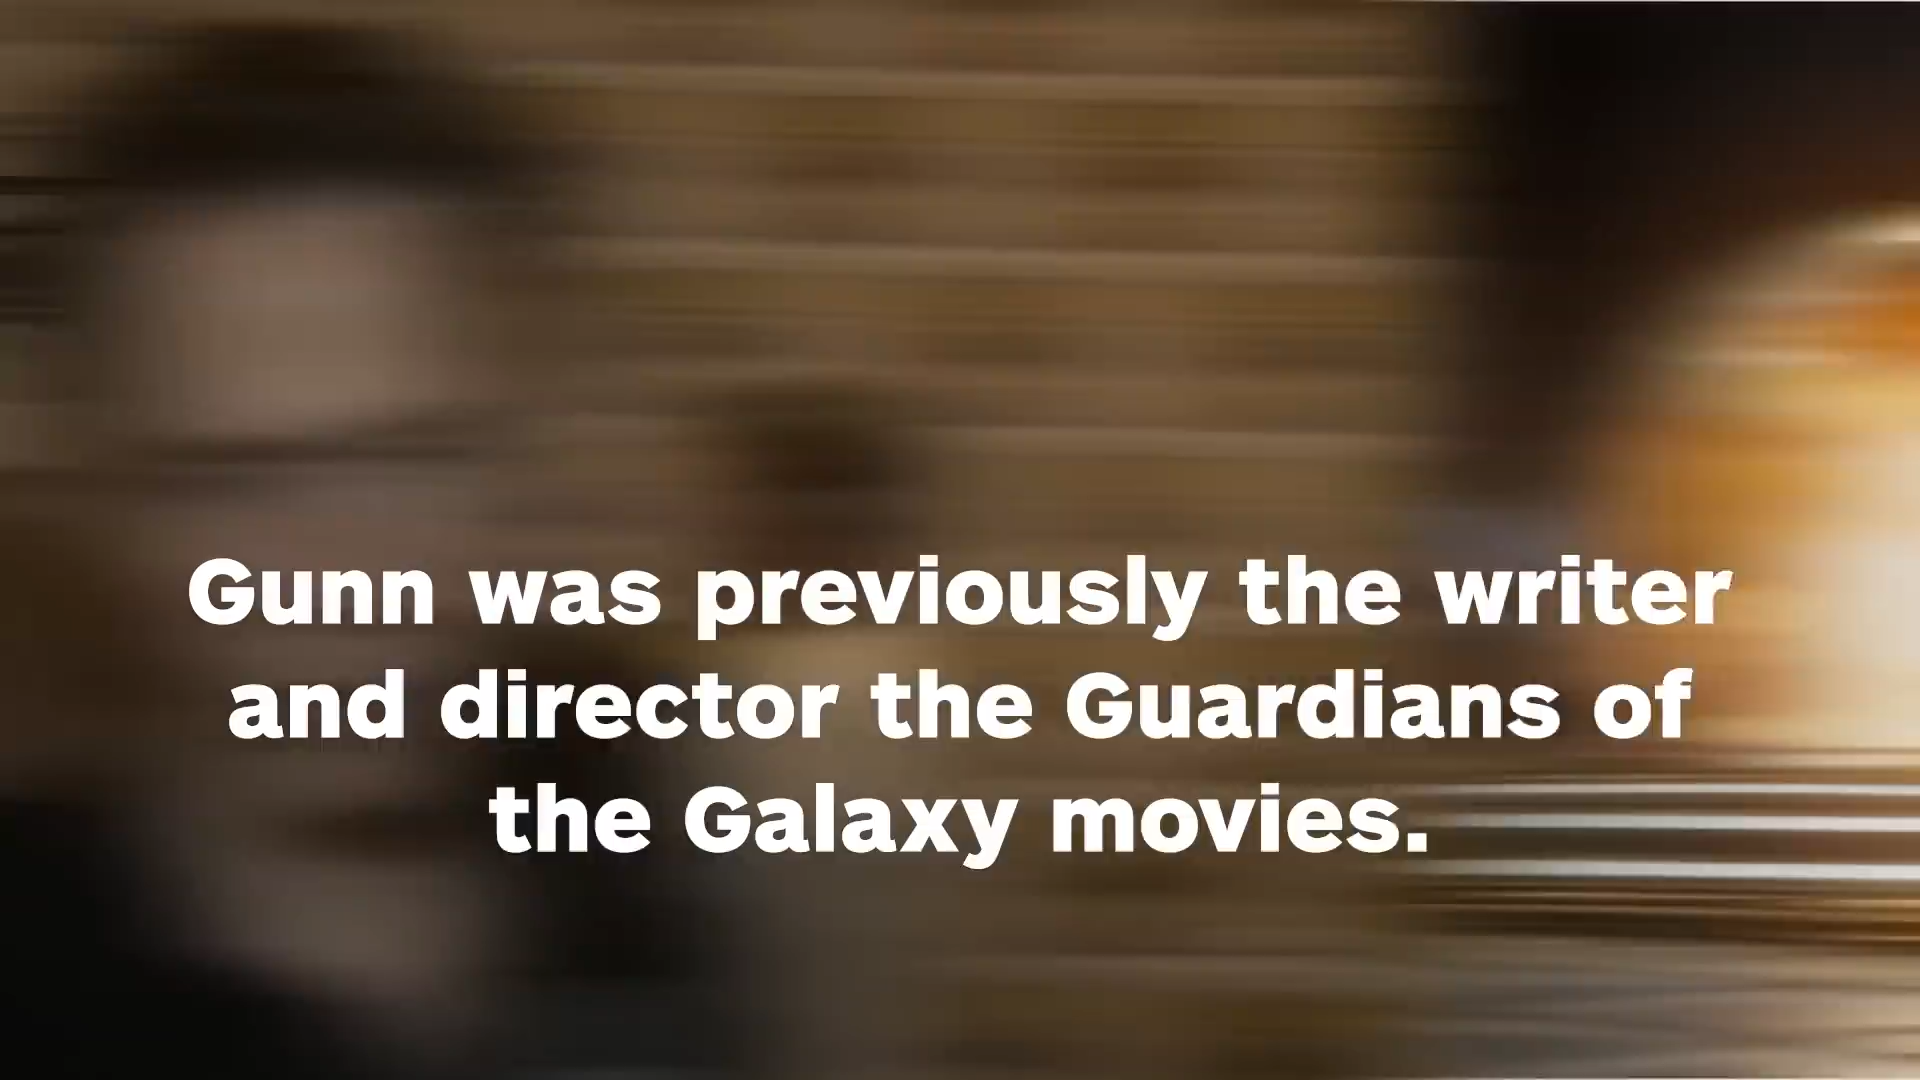 Gunn was previously the writer
and director the Guardians of
the Galaxy movies.